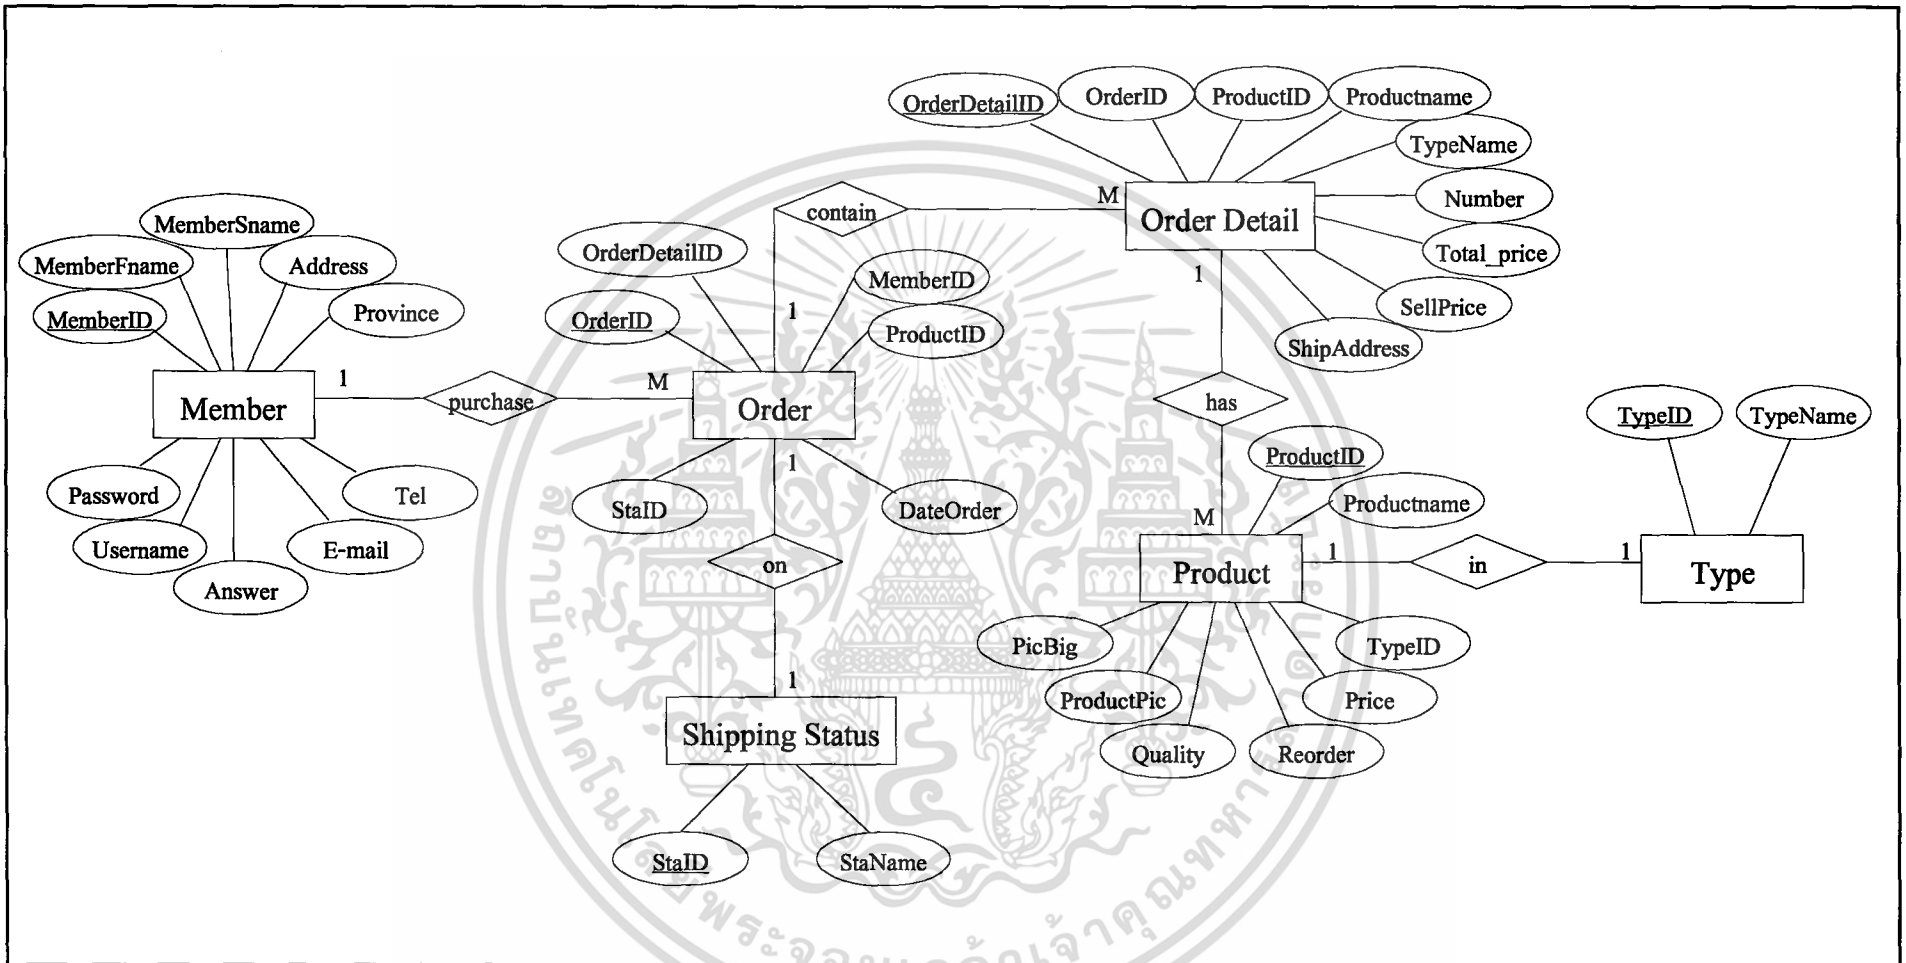 OrderDetailID
OrderID
ProductID
Productname
TypeName
Number
Total_price
SellPrice
ShipAddress
M
Order Detail
1
contain
MemberSname
MemberFname
Address
MemberID
Province
1
Member
purchase
M
Password
Username
Answer
E-mail
Tel
OrderDetailID
OrderID
MemberID
ProductID
1
Order
1
StaID
DateOrder
on
1
Shipping Status
StaID
StaName
has
M
ProductID
Productname
Product
1
in
1
Type
TypeID
TypeName
PicBig
ProductPic
Quality
Reorder
Price
TypeID